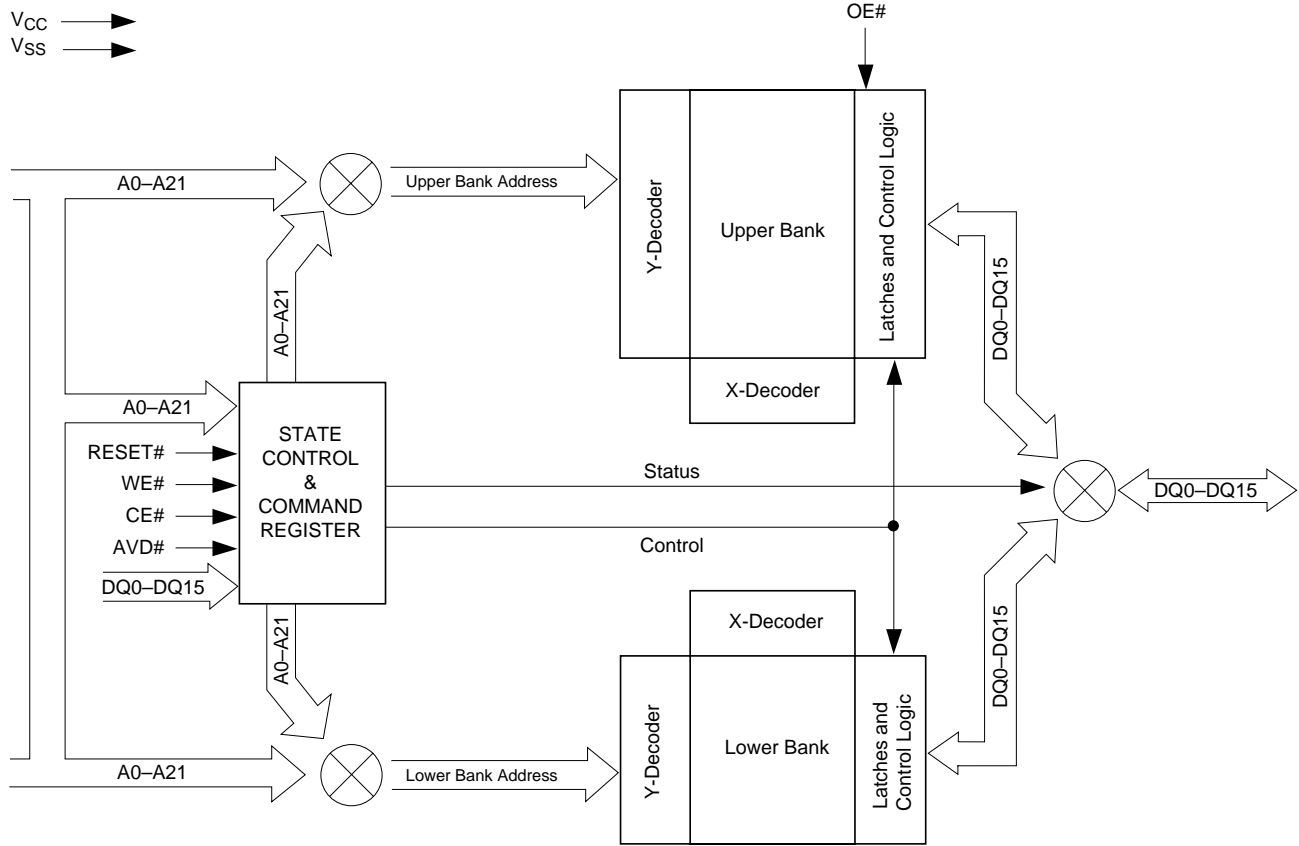 VCC
VSS
OE#
A0–A21
Upper Bank Address
Y-Decoder
Upper Bank
Latches and Control Logic
X-Decoder
A0–A21
DQ0–DQ15
A0–A21
RESET#
WE#
CE#
AVD#
DQ0–DQ15
STATE
CONTROL
&
COMMAND
REGISTER
Status
Control
DQ0–DQ15
A0–A21
X-Decoder
DQ0–DQ15
Y-Decoder
Lower Bank
Latches and
Control Logic
A0–A21
Lower Bank Address